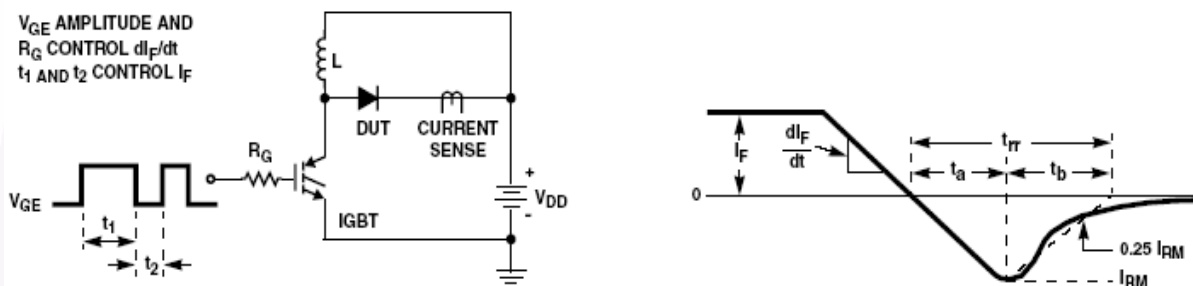 VGE AMPLITUDE AND
RG CONTROL dIF/dt
t1 AND t2 CONTROL IF
L
DUT
CURRENT
SENSE
RG
VGE
IGBT
+
VDD
-
t1
t2
IF
dIF
dt
trr
ta
tb
0
0.25 IRM
IRM